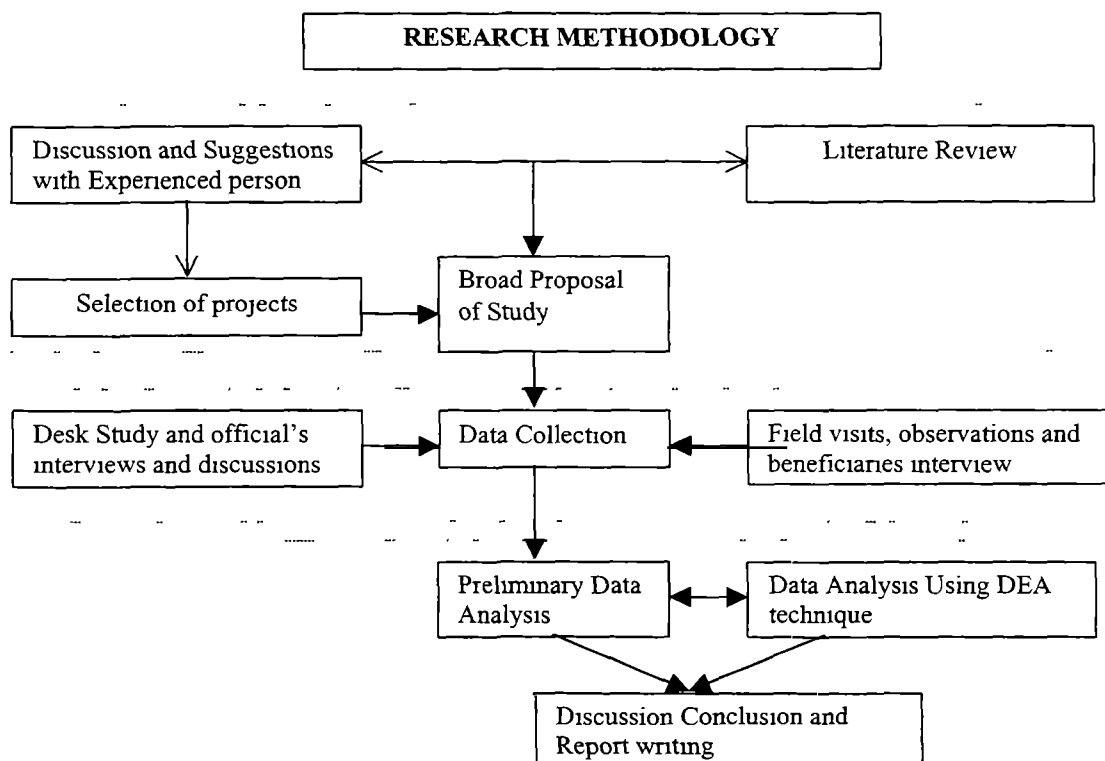 RESEARCH METHODOLOGY
Discussion and Suggestions
with Experienced person
Literature Review
Selection of projects
Broad Proposal
of Study
Desk Study and official's
interviews and discussions
Data Collection
Field visits, observations and
beneficiaries interview
Preliminary Data
Analysis
Data Analysis Using DEA
technique
Discussion Conclusion and
Report writing